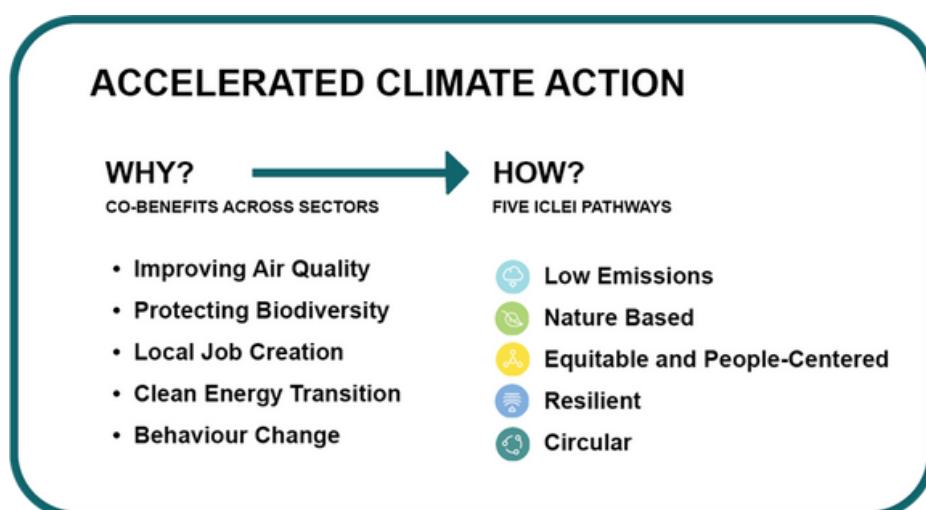 ACCELERATED CLIMATE ACTION
WHY?
CO-BENEFITS ACROSS SECTORS
• Improving Air Quality
• Protecting Biodiversity
• Local Job Creation
• Clean Energy Transition
• Behaviour Change
HOW?
FIVE ICLEI PATHWAYS
Low Emissions
Nature Based
Equitable and People-Centered
Resilient
Circular